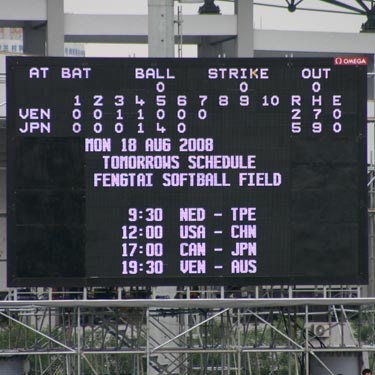 OMEGA
AT BAT BALL STRIKE OUT
0 0 0
1 2 3 4 5 6 7 8 9 10 R H E
VEN 0 0 1 1 0 0 0 2 7 0
JPN 0 0 0 1 4 0 5 9 0
MON 18 AUG 2008
TOMORROWS SCHEDULE
FENGTAI SOFTBALL FIELD
9:30 NED - TPE
12:00 USA - CHN
17:00 CAN - JPN
19:30 VEN - AUS